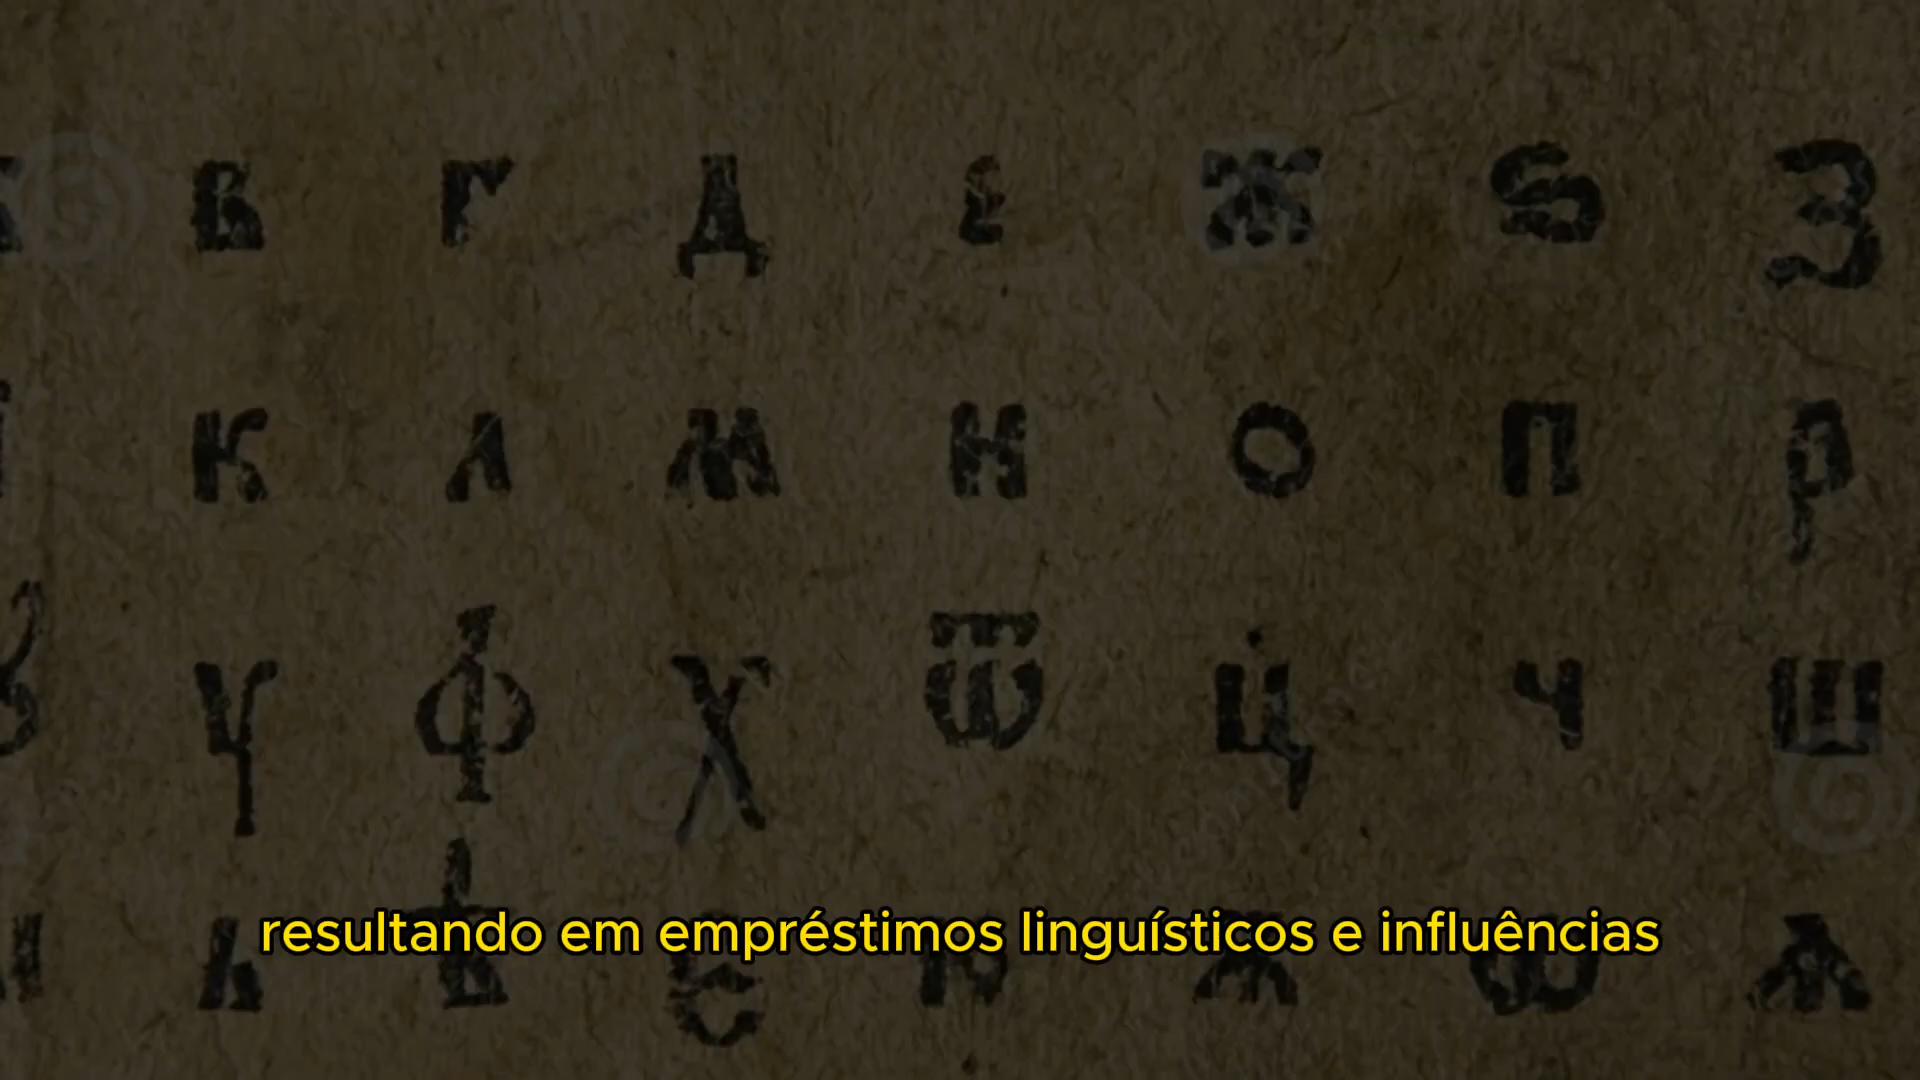 в г д є ж ѕ з
к л м н о п р
у ф х ѿ ц ч ш
ь ѣ ю ѫ ѧ
resultando em empréstimos linguísticos e influências